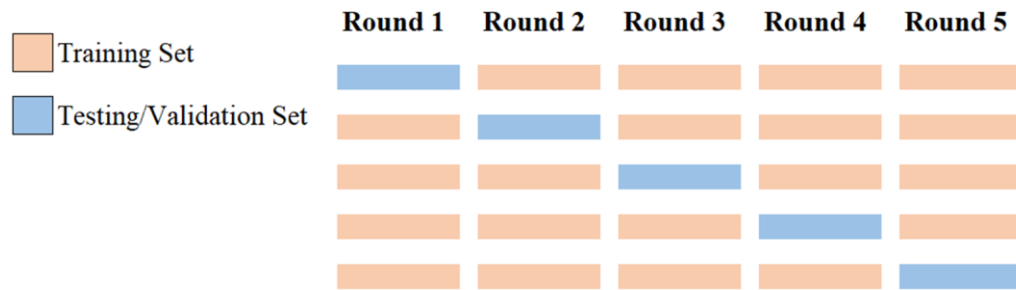 Round 1 Round 2 Round 3 Round 4 Round 5
Training Set
Testing/Validation Set